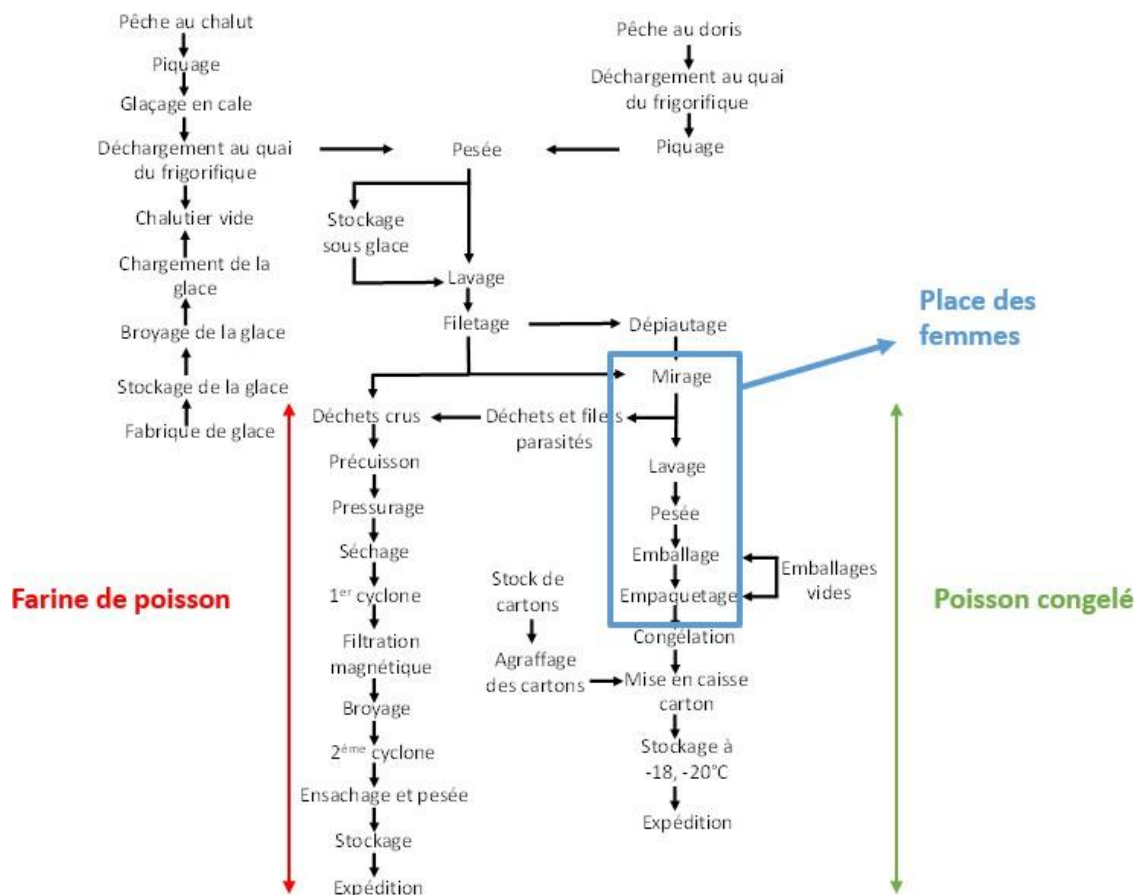 Pêche au chalut
Piquage
Glaçage en cale
Déchargement au quai
du frigorifique
Chalutier vide
Chargement de la
glace
Broyage de la glace
Stockage de la glace
Fabrique de glace
Pêche au doris
Déchargement au quai
du frigorifique
Piquage
Pesée
Stockage
sous glace
Lavage
Filetage
Dépiautage
Mirage
Place des
femmes
Déchets crus
Déchets et filets
parasités
Précuisson
Pressurage
Séchage
1er cyclone
Filtration
magnétique
Broyage
2ème cyclone
Ensachage et pesée
Stockage
Expédition
Farine de poisson
Lavage
Pesée
Emballage
Empaquetage
Emballages
vides
Congélation
Stock de
cartons
Agraffage
des cartons
Mise en caisse
carton
Stockage à
-18, -20°C
Expédition
Poisson congelé